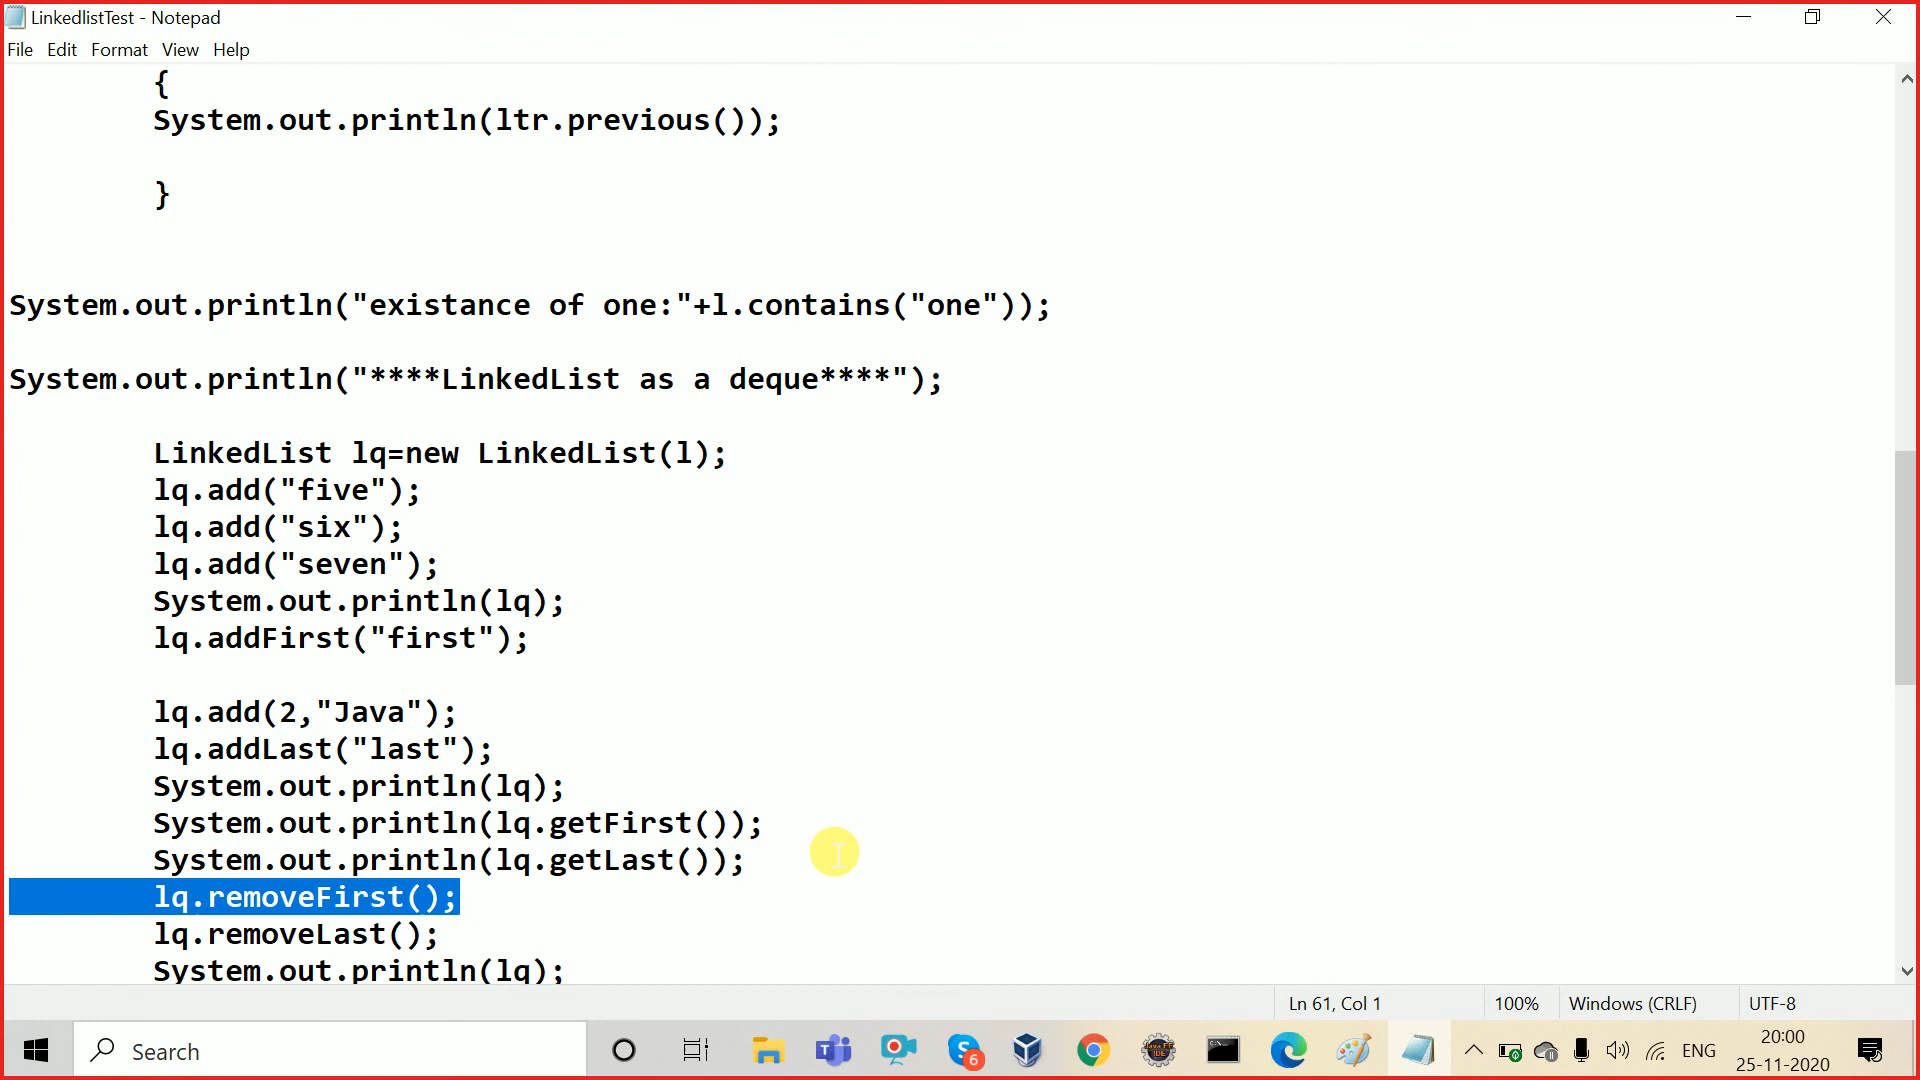 LinkedlistTest - Notepad
File Edit Format View Help
{
System.out.println(ltr.previous());
}
System.out.println("existance of one:"+l.contains("one"));
System.out.println("****LinkedList as a deque****");
LinkedList lq=new LinkedList(l);
lq.add("five");
lq.add("six");
lq.add("seven");
System.out.println(lq);
lq.addFirst("first");
lq.add(2,"Java");
lq.addLast("last");
System.out.println(lq);
System.out.println(lq.getFirst());
System.out.println(lq.getLast());
lq.removeFirst();
lq.removeLast();
System.out.println(lq);
Ln 61, Col 1 100% Windows (CRLF) UTF-8
Search 6 ENG 20:00
25-11-2020